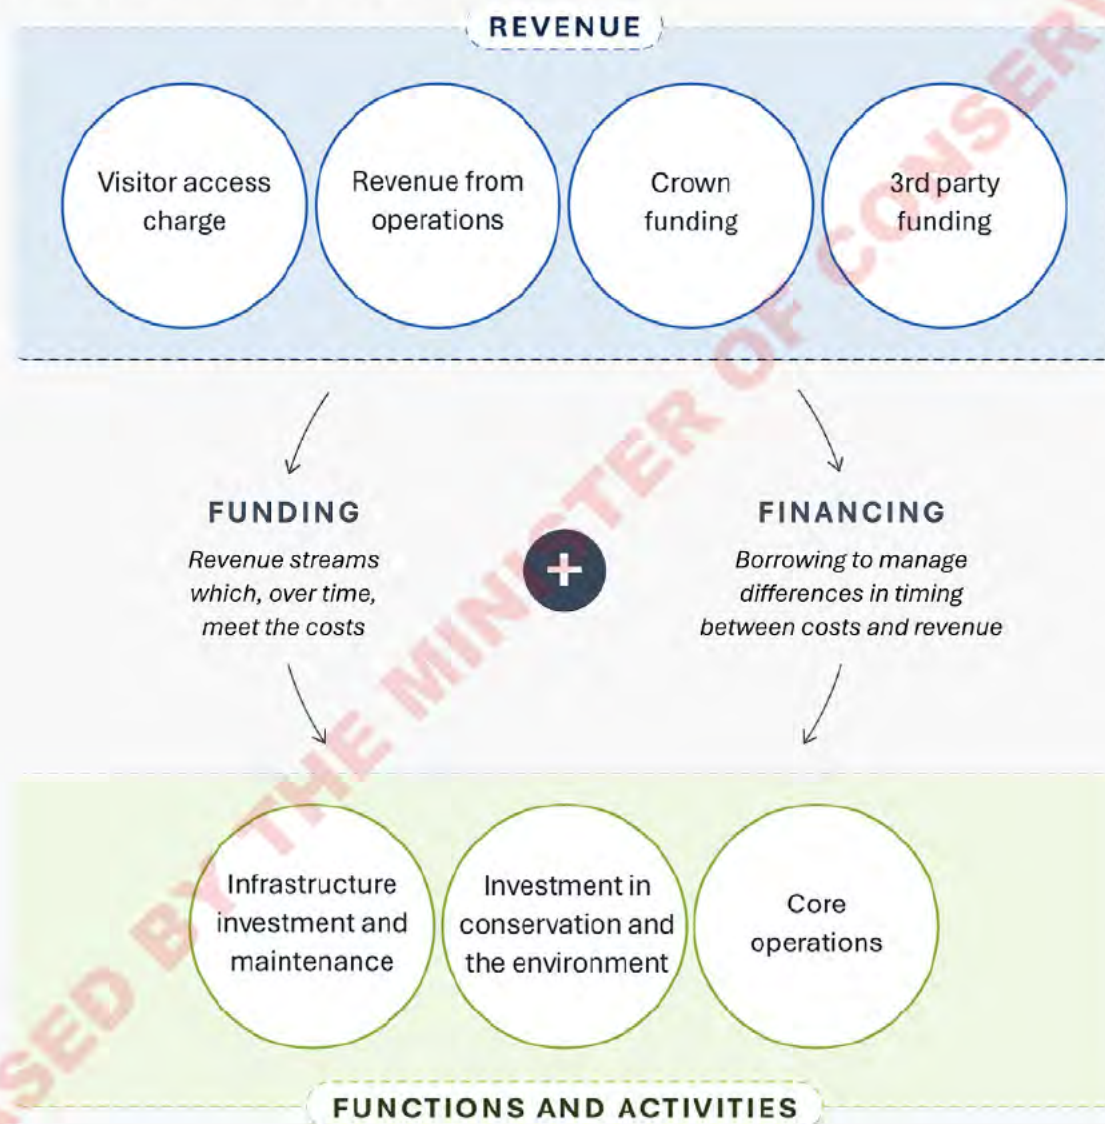 REVENUE
Visitor access
charge
Revenue from
operations
Crown
funding
3rd party
funding
FUNDING
Revenue streams
which, over time,
meet the costs
+
FINANCING
Borrowing to manage
differences in timing
between costs and revenue
Infrastructure
investment and
maintenance
Investment in
conservation and
the environment
Core
operations
FUNCTIONS AND ACTIVITIES
BY THE MINISTER OF